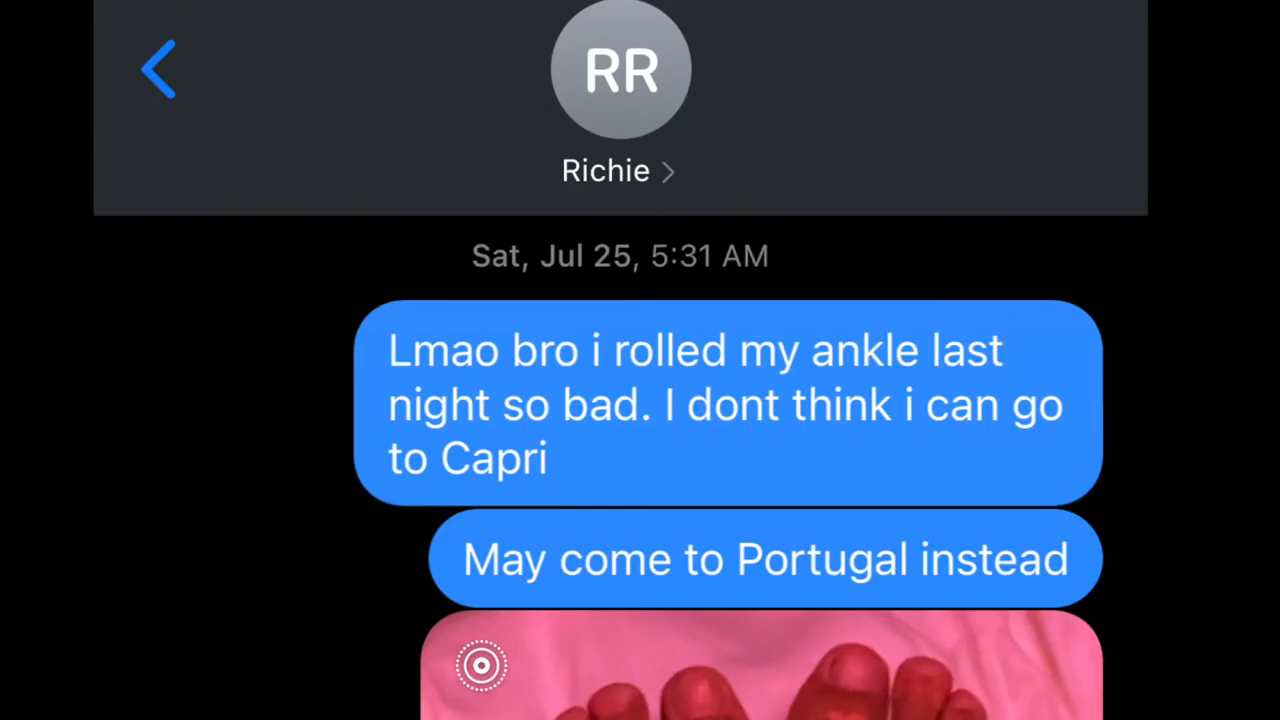 RR
Richie
Sat, Jul 25, 5:31 AM
Lmao bro i rolled my ankle last
night so bad. I dont think i can go
to Capri
May come to Portugal instead